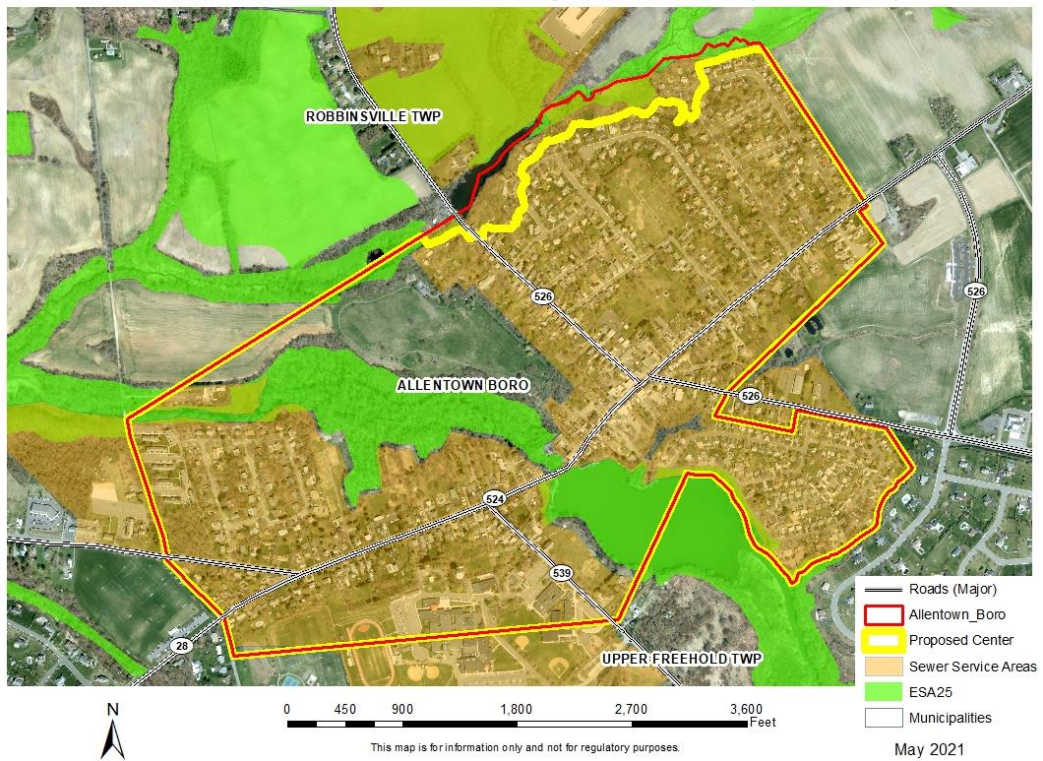 ROBBINSVILLE TWP
526
526
ALLENTOWN BORO
526
524
539
28
UPPER FREEHOLD TWP
Roads (Major)
Allentown_Boro
Proposed Center
Sewer Service Areas
ESA25
Municipalities
N
0 450 900 1,800 2,700 3,600
Feet
This map is for information only and not for regulatory purposes.
May 2021